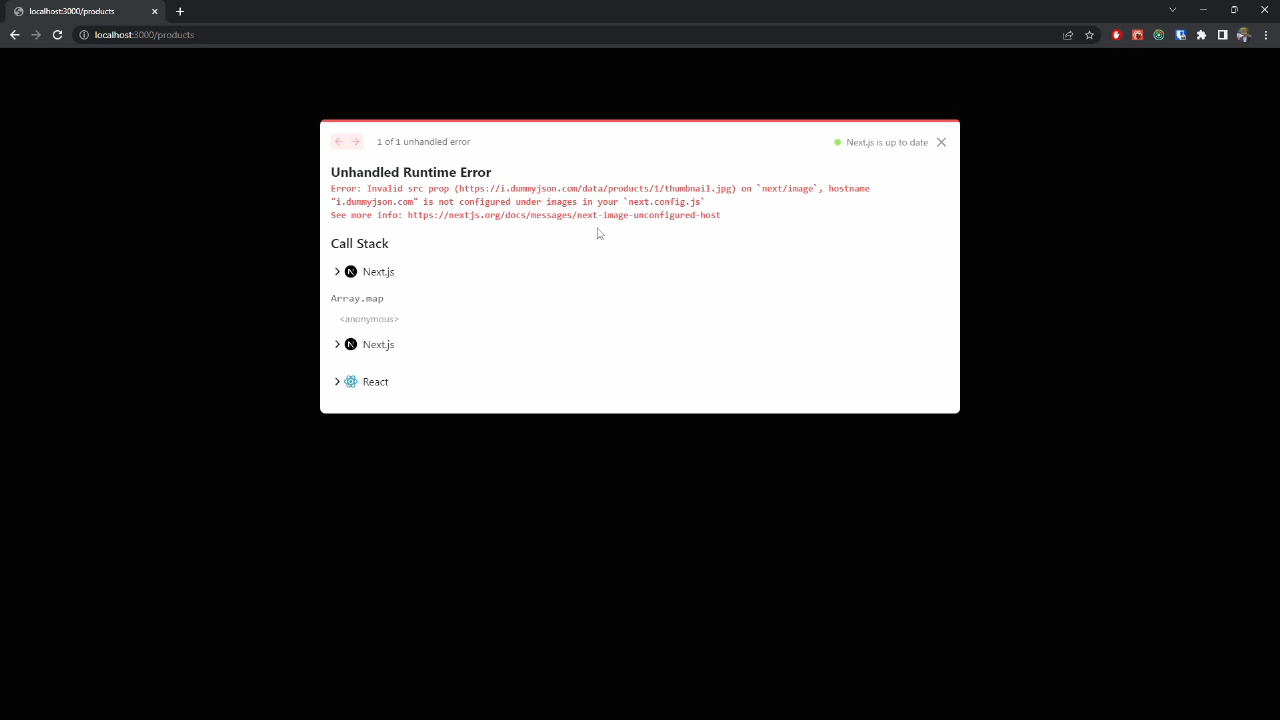 localhost:3000/products
localhost:3000/products
1 of 1 unhandled error
Next.js is up to date
Unhandled Runtime Error
Error: Invalid src prop (https://i.dummyjson.com/data/products/1/thumbnail.jpg) on `next/image`, hostname
"i.dummyjson.com" is not configured under images in your `next.config.js`
See more info: https://nextjs.org/docs/messages/next-image-unconfigured-host
Call Stack
Next.js
Array.map
<anonymous>
Next.js
React